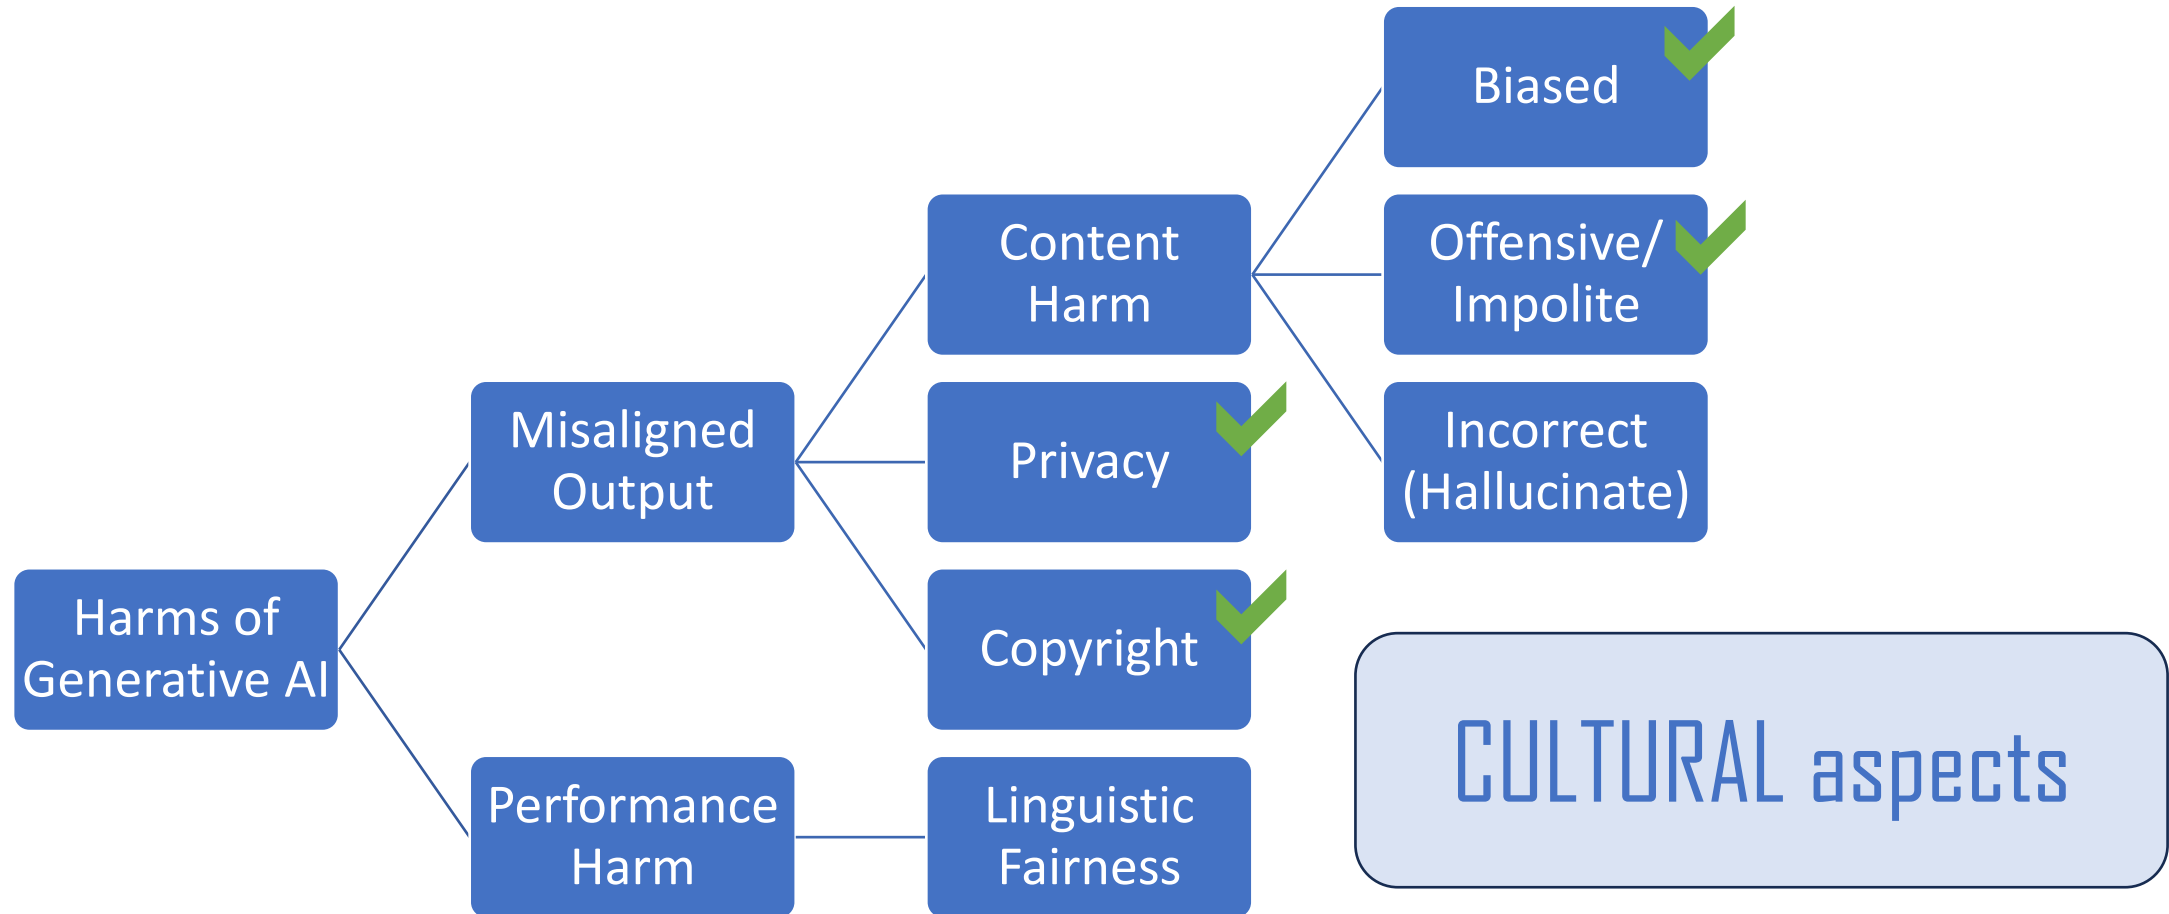 Harms of
Generative AI
Misaligned
Output
Content
Harm
Biased
Offensive/
Impolite
Incorrect
(Hallucinate)
Privacy
Copyright
Performance
Harm
Linguistic
Fairness
CULTURAL aspects